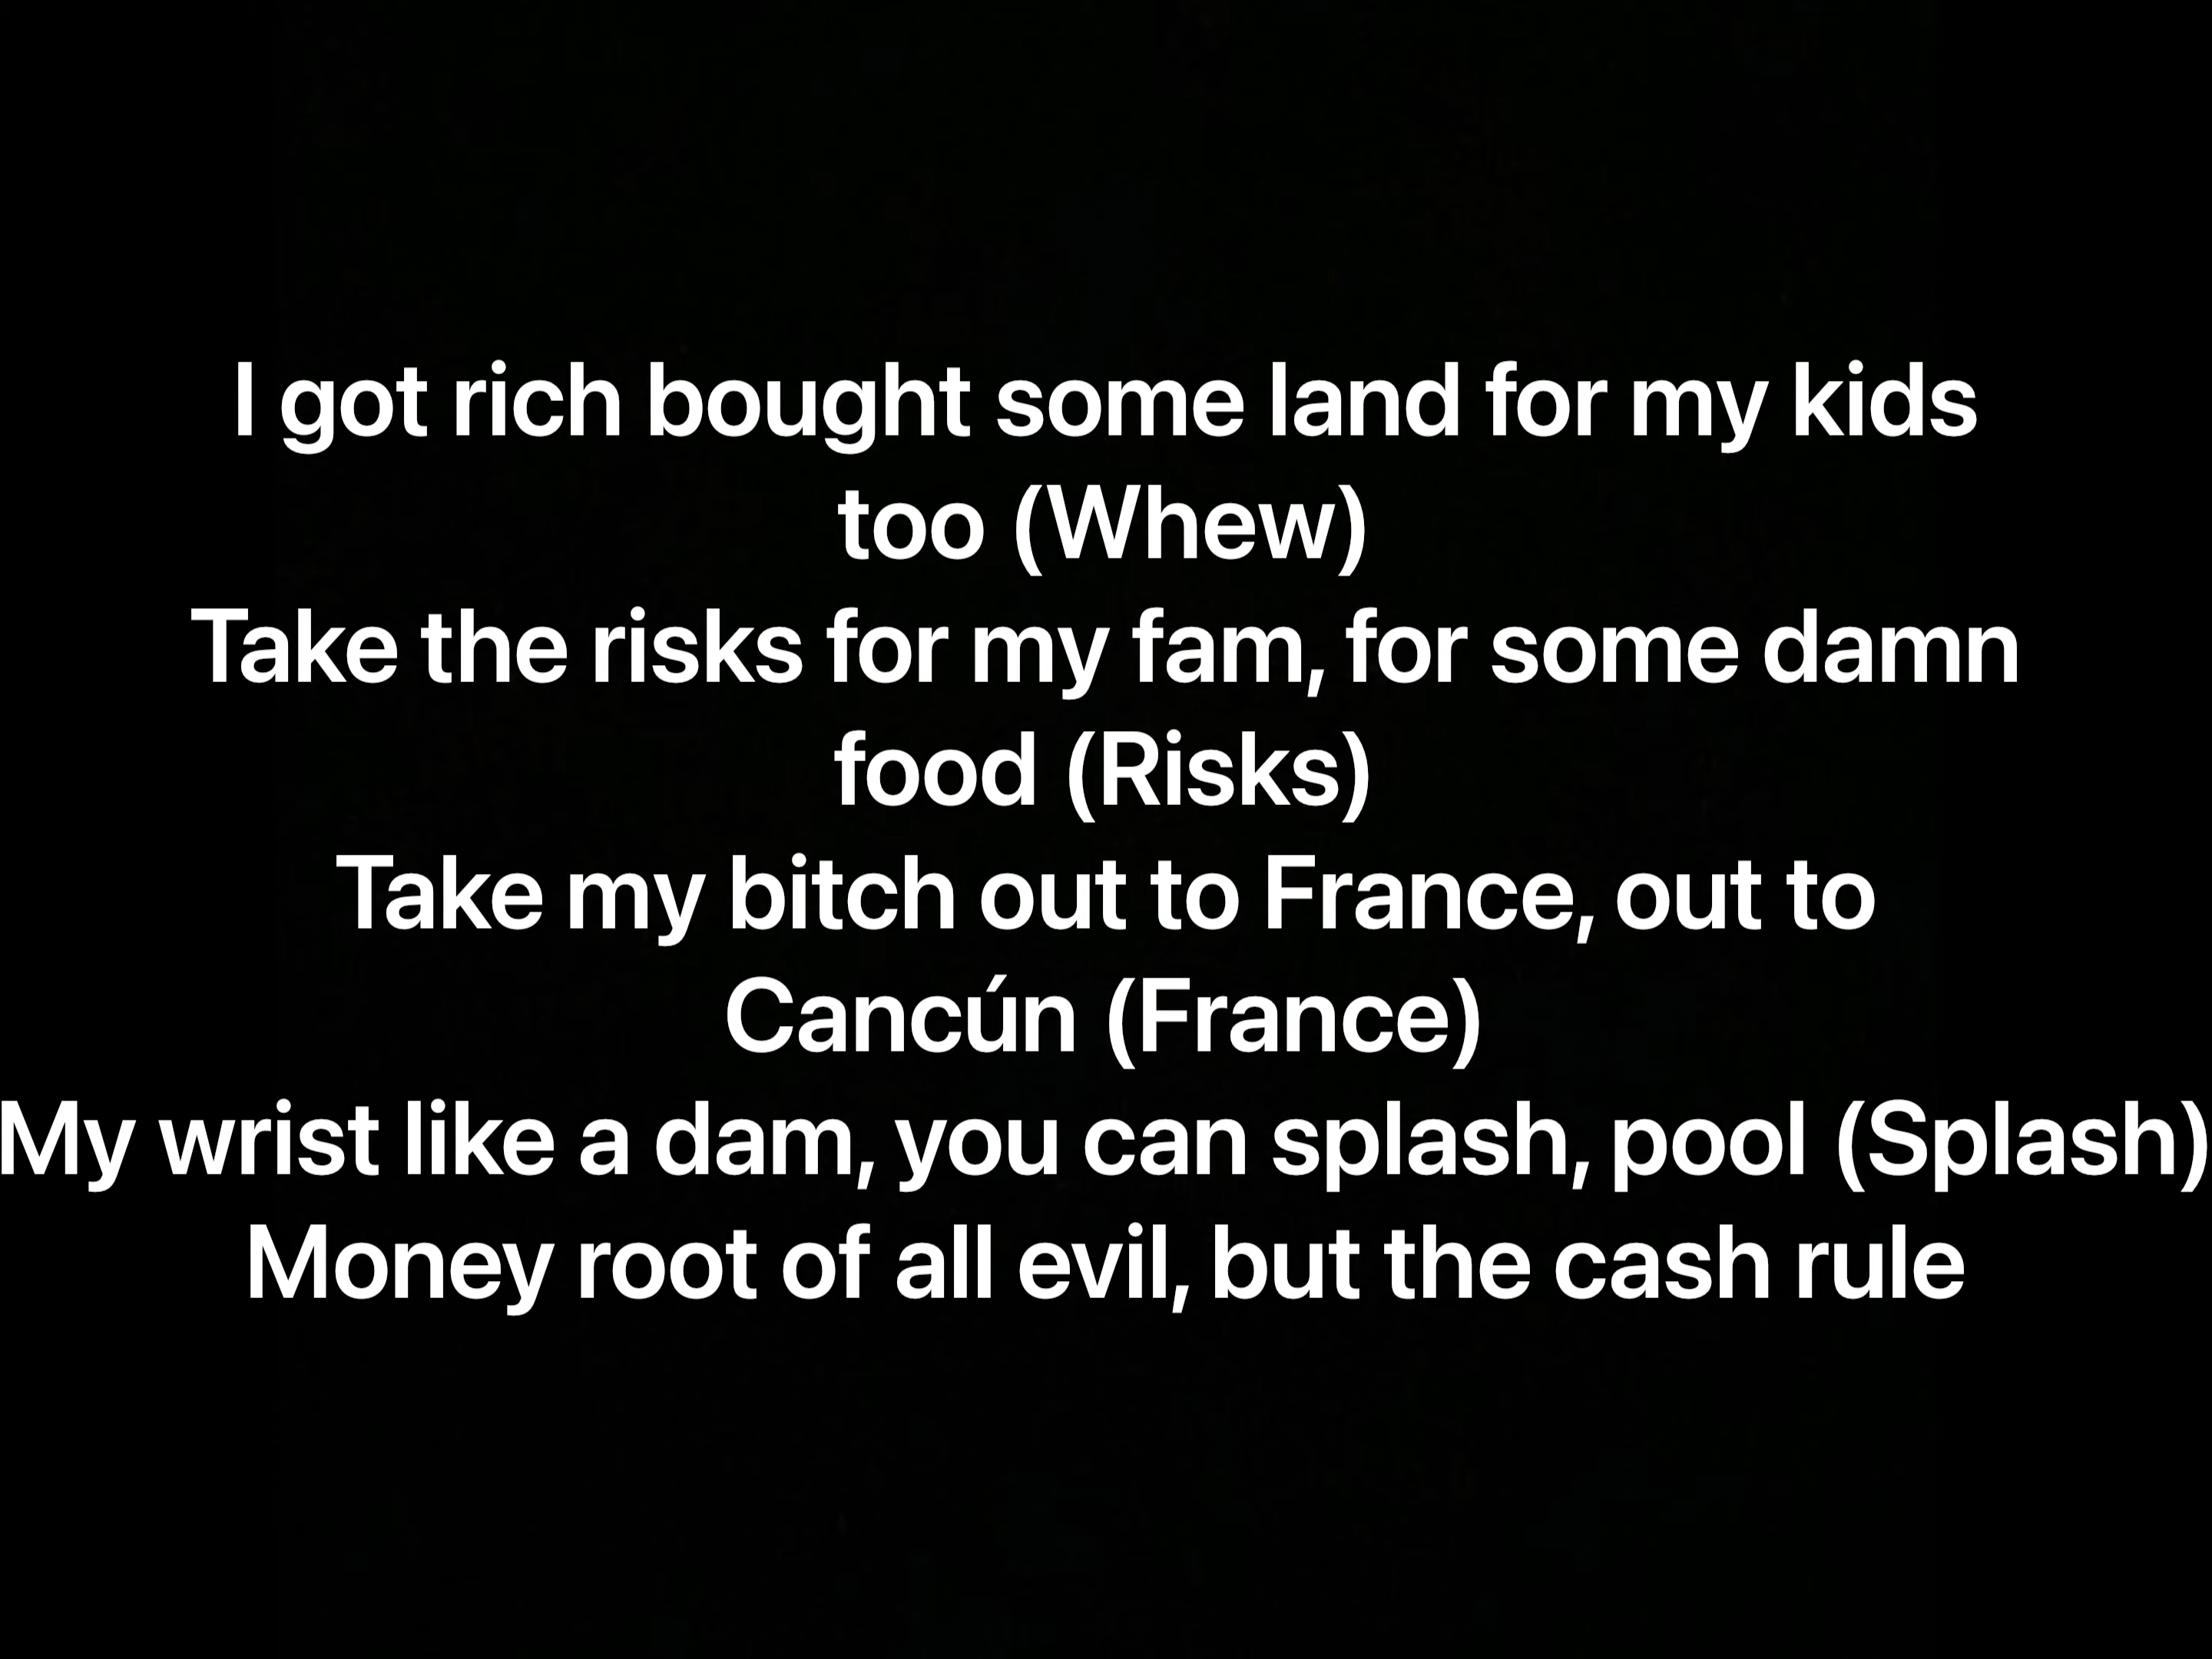 I got rich bought some land for my kids
too (Whew)
Take the risks for my fam, for some damn
food (Risks)
Take my bitch out to France, out to
Cancún (France)
My wrist like a dam, you can splash, pool (Splash)
Money root of all evil, but the cash rule